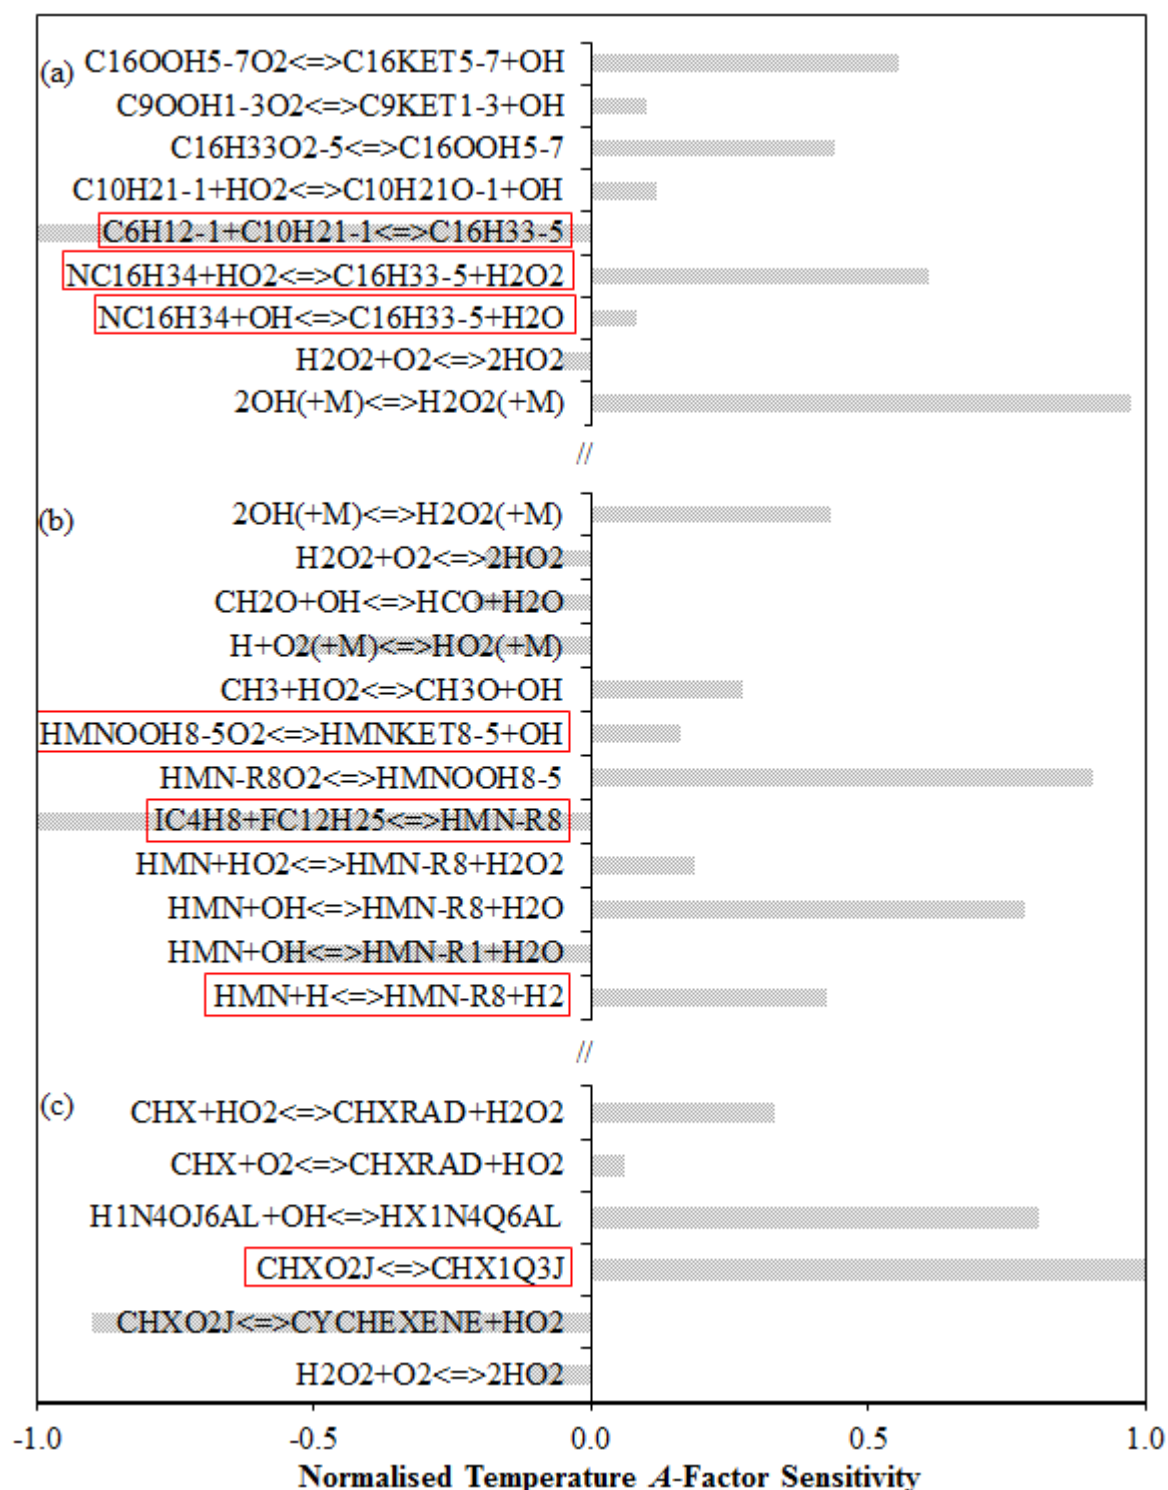 (a) C16OOH5-7O2<=>C16KET5-7+OH
C9OOH1-3O2<=>C9KET1-3+OH
C16H33O2-5<=>C16OOH5-7
C10H21-1+HO2<=>C10H21O-1+OH
C6H12-1+C10H21-1<=>C16H33-5
NC16H34+HO2<=>C16H33-5+H2O2
NC16H34+OH<=>C16H33-5+H2O
H2O2+O2<=>2HO2
2OH(+M)<=>H2O2(+M)
//
(b) 2OH(+M)<=>H2O2(+M)
H2O2+O2<=>2HO2
CH2O+OH<=>HCO+H2O
H+O2(+M)<=>HO2(+M)
CH3+HO2<=>CH3O+OH
HMNOOH8-5O2<=>HMNKET8-5+OH
HMN-R8O2<=>HMNOOH8-5
IC4H8+FC12H25<=>HMN-R8
HMN+HO2<=>HMN-R8+H2O2
HMN+OH<=>HMN-R8+H2O
HMN+OH<=>HMN-R1+H2O
HMN+H<=>HMN-R8+H2
//
(c) CHX+HO2<=>CHXRAD+H2O2
CHX+O2<=>CHXRAD+HO2
H1N4OJ6AL+OH<=>HX1N4Q6AL
CHXO2J<=>CHX1Q3J
CHXO2J<=>CYCHEXENE+HO2
H2O2+O2<=>2HO2
-1.0 -0.5 0.0 0.5 1.0
Normalised Temperature A-Factor Sensitivity